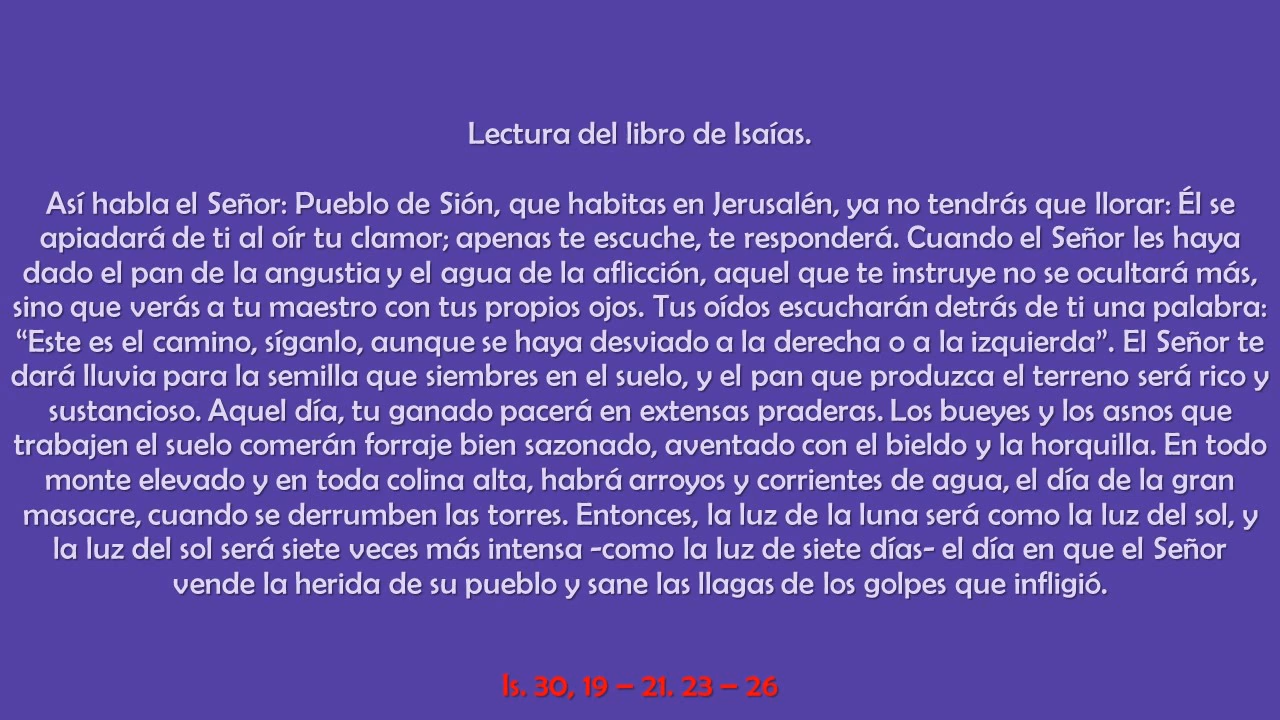 Lectura del libro de Isaías.
Así habla el Señor: Pueblo de Sión, que habitas en Jerusalén, ya no tendrás que llorar: Él se
apiadará de ti al oír tu clamor; apenas te escuche, te responderá. Cuando el Señor les haya
dado el pan de la angustia y el agua de la aflicción, aquel que te instruye no se ocultará más,
sino que verás a tu maestro con tus propios ojos. Tus oídos escucharán detrás de ti una palabra:
“Este es el camino, síganlo, aunque se haya desviado a la derecha o a la izquierda”. El Señor te
dará lluvia para la semilla que siembres en el suelo, y el pan que produzca el terreno será rico y
sustancioso. Aquel día, tu ganado pacerá en extensas praderas. Los bueyes y los asnos que
trabajen el suelo comerán forraje bien sazonado, aventado con el bieldo y la horquilla. En todo
monte elevado y en toda colina alta, habrá arroyos y corrientes de agua, el día de la gran
masacre, cuando se derrumben las torres. Entonces, la luz de la luna será como la luz del sol, y
la luz del sol será siete veces más intensa -como la luz de siete días- el día en que el Señor
vende la herida de su pueblo y sane las llagas de los golpes que infligió.
Is. 30, 19 – 21. 23 – 26